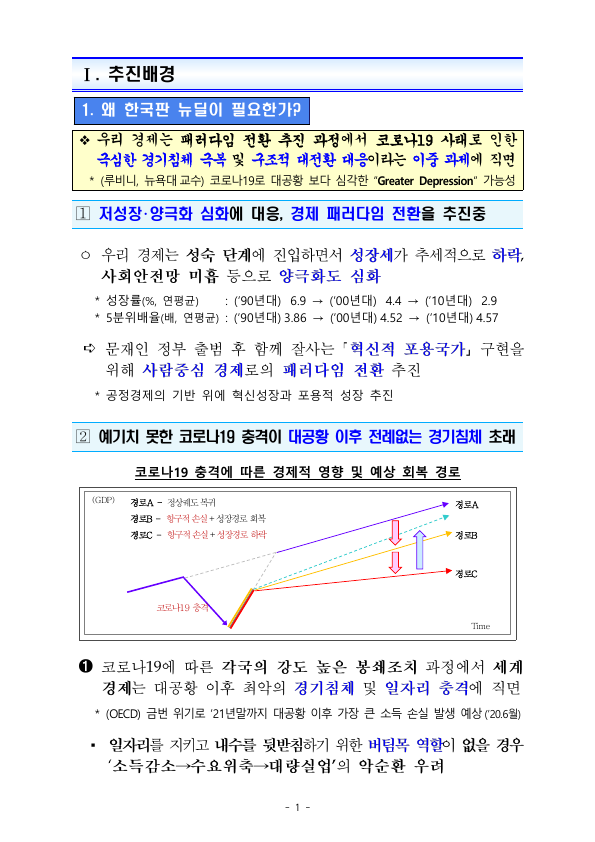 Ⅰ. 추진배경
1. 왜 한국판 뉴딜이 필요한가?
❖ 우리 경제는 패러다임 전환 추진 과정에서 코로나19 사태로 인한
극심한 경기침체 극복 및 구조적 대전환 대응이라는 이중 과제에 직면
* (루비니, 뉴욕대 교수) 코로나19로 대공황 보다 심각한 “Greater Depression” 가능성
1 저성장·양극화 심화에 대응, 경제 패러다임 전환을 추진중
ㅇ 우리 경제는 성숙 단계에 진입하면서 성장세가 추세적으로 하락,
사회안전망 미흡 등으로 양극화도 심화
* 성장률(%, 연평균) : (‘90년대) 6.9 → (‘00년대) 4.4 → (‘10년대) 2.9
* 5분위배율(배, 연평균) : (‘90년대) 3.86 → (‘00년대) 4.52 → (‘10년대) 4.57
➪ 문재인 정부 출범 후 함께 잘사는 「혁신적 포용국가」 구현을
위해 사람중심 경제로의 패러다임 전환 추진
* 공정경제의 기반 위에 혁신성장과 포용적 성장 추진
2 예기치 못한 코로나19 충격이 대공황 이후 전례없는 경기침체 초래
코로나19 충격에 따른 경제적 영향 및 예상 회복 경로
(GDP)
경로A - 정상궤도 복귀
경로B - 항구적 손실 + 성장경로 회복
경로C - 항구적 손실 + 성장경로 하락
경로A
경로B
경로C
코로나19 충격
Time
❶ 코로나19에 따른 각국의 강도 높은 봉쇄조치 과정에서 세계
경제는 대공황 이후 최악의 경기침체 및 일자리 충격에 직면
* (OECD) 금번 위기로 ‘21년말까지 대공황 이후 가장 큰 소득 손실 발생 예상(‘20.6월)
▪ 일자리를 지키고 내수를 뒷받침하기 위한 버팀목 역할이 없을 경우
‘소득감소→수요위축→대량실업’의 악순환 우려
- 1 -